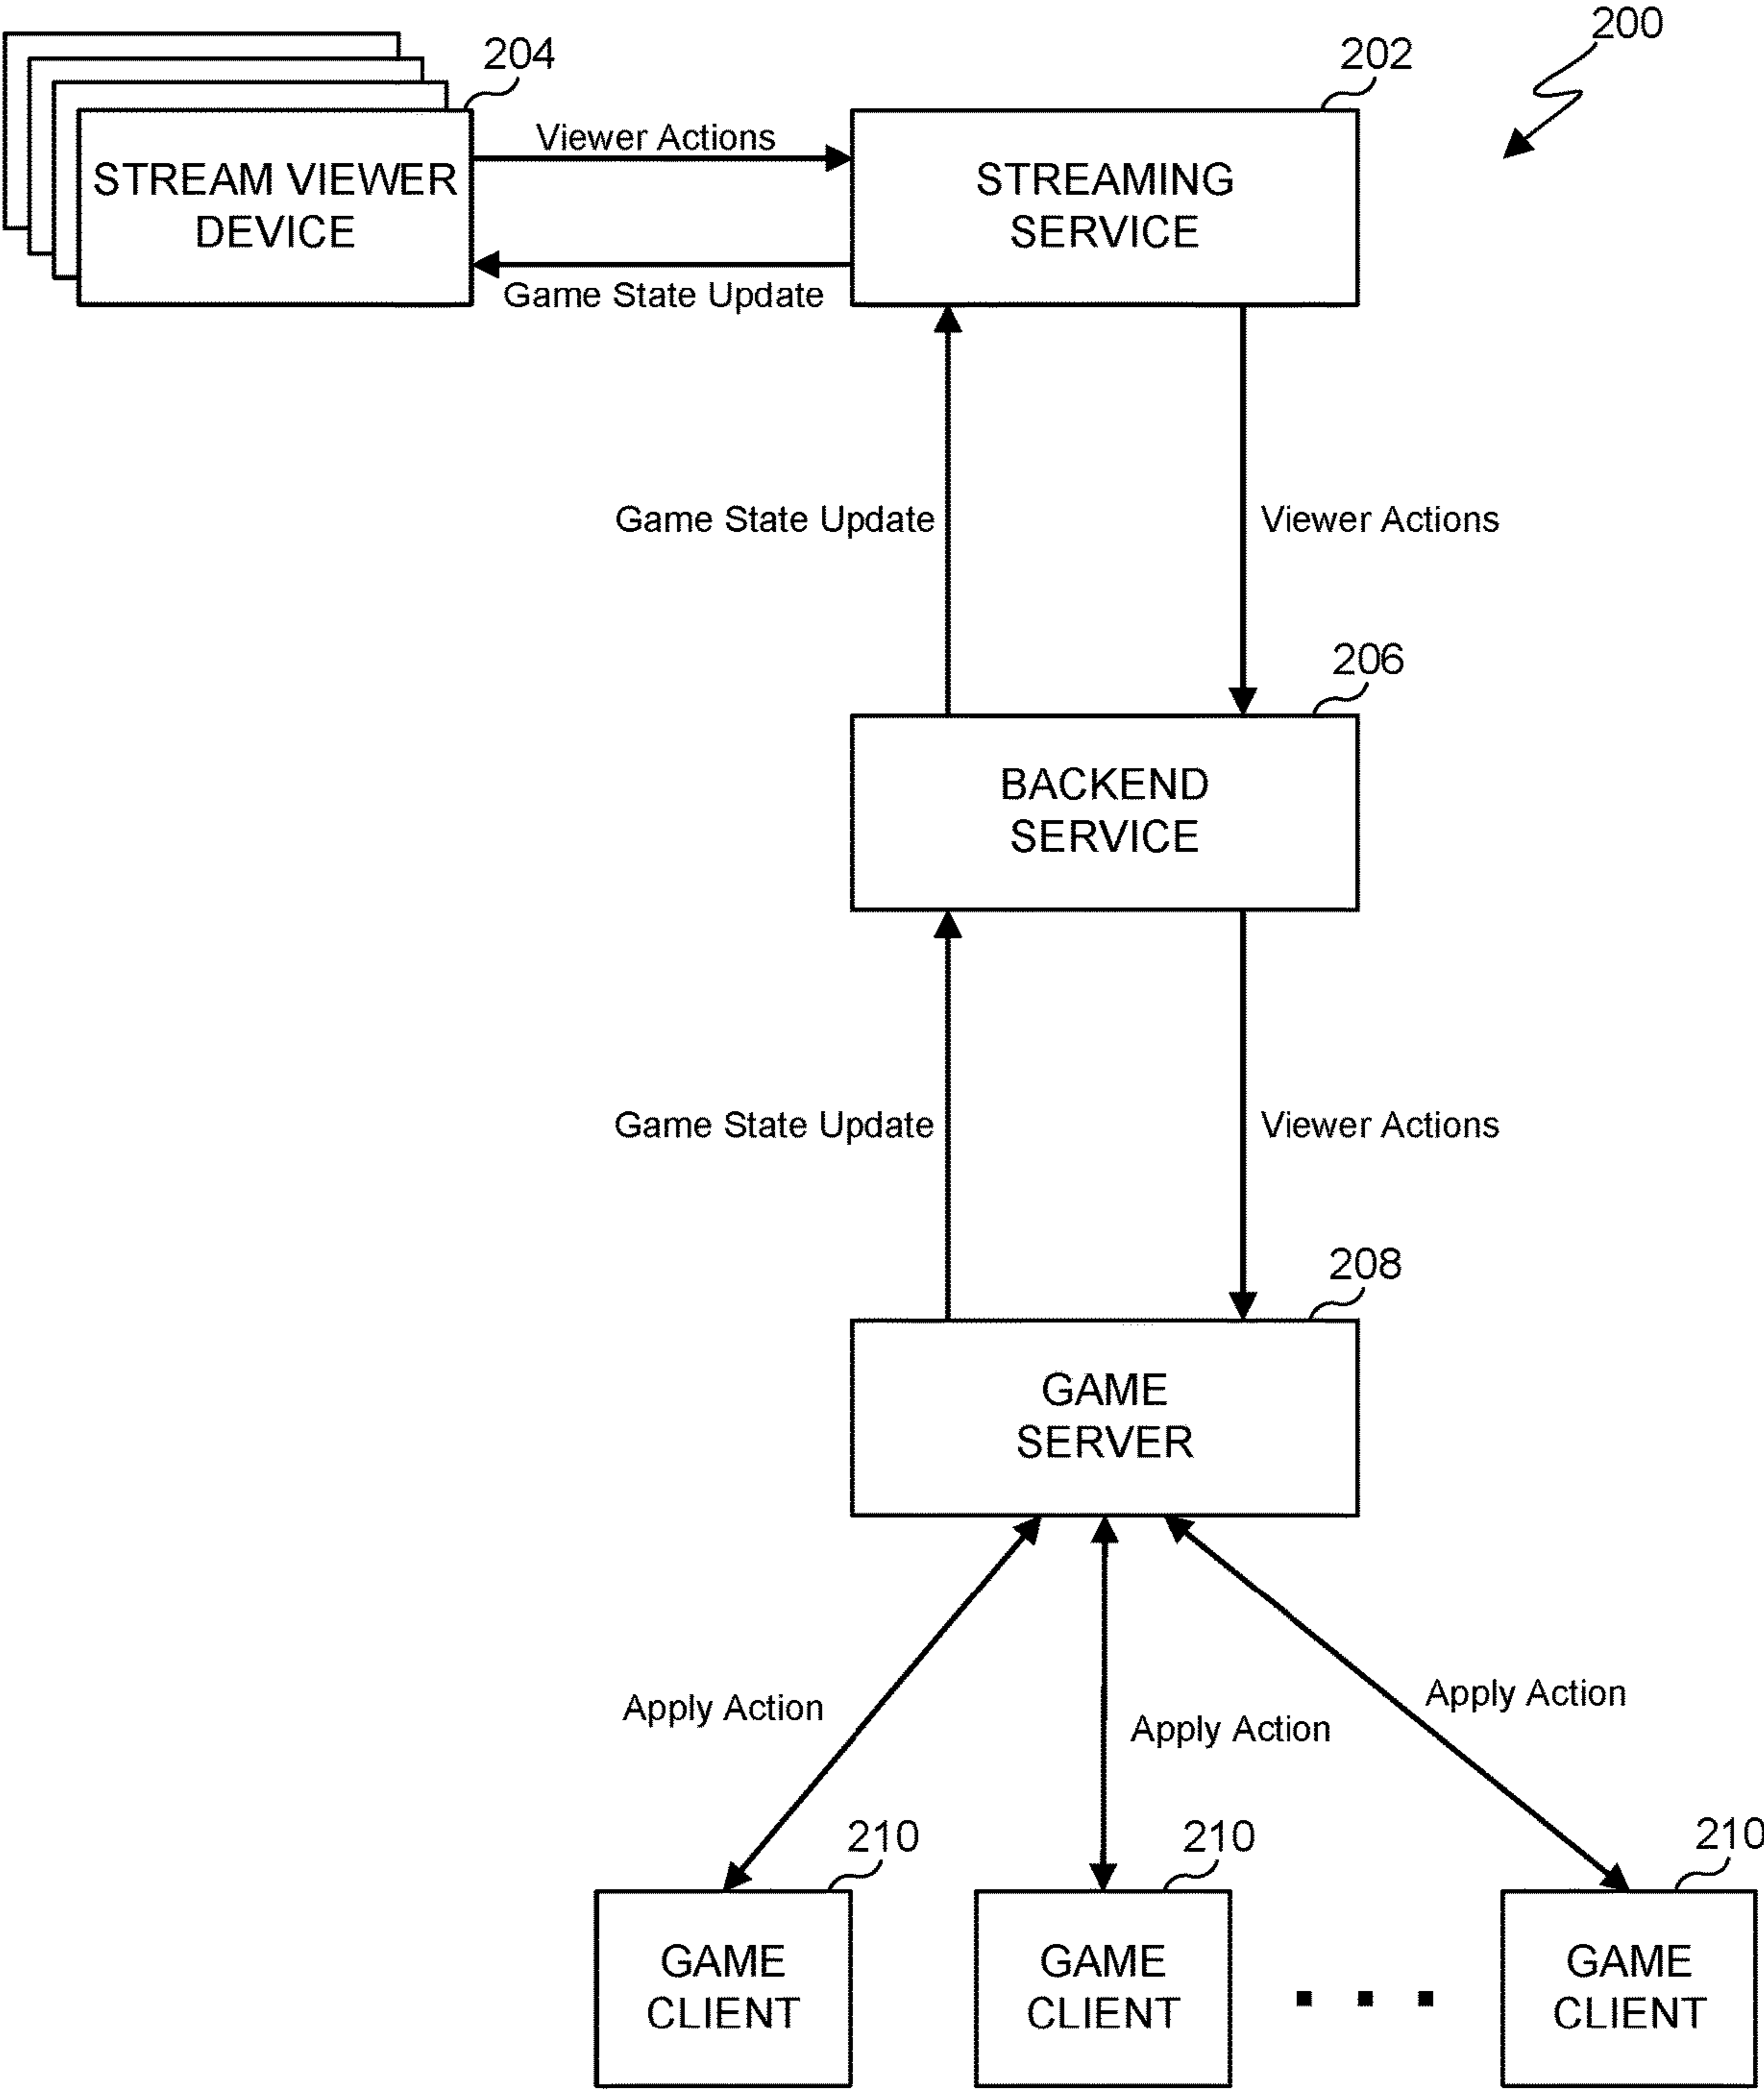 200
204
202
STREAM VIEWER
DEVICE
Viewer Actions
Game State Update
STREAMING
SERVICE
Game State Update
Viewer Actions
206
BACKEND
SERVICE
Game State Update
Viewer Actions
208
GAME
SERVER
Apply Action
Apply Action
Apply Action
210
GAME
CLIENT
210
GAME
CLIENT
210
GAME
CLIENT